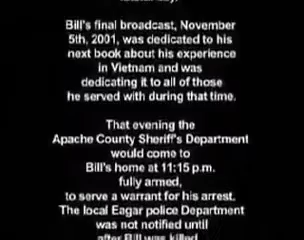 Bill's final broadcast, November
5th, 2001, was dedicated to his
next book about his experience
in Vietnam and was
dedicating it to all of those
he served with during that time.
That evening the
Apache County Sheriff's Department
would come to
Bill's home at 11:15 p.m.
fully armed,
to serve a warrant for his arrest.
The local Eagar police Department
was not notified until
after Bill was killed